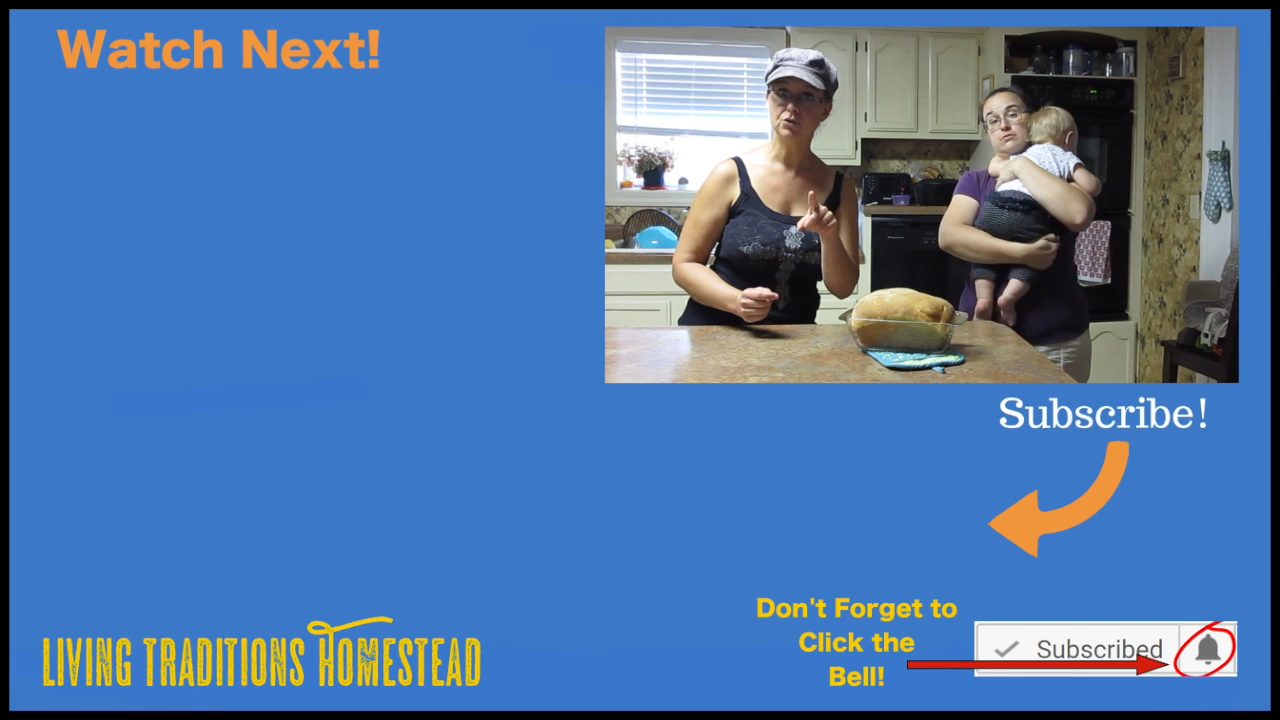 Watch Next!
Subscribe!
Don't Forget to
Click the
Bell!
Subscribed
LIVING TRADITIONS HOMESTEAD